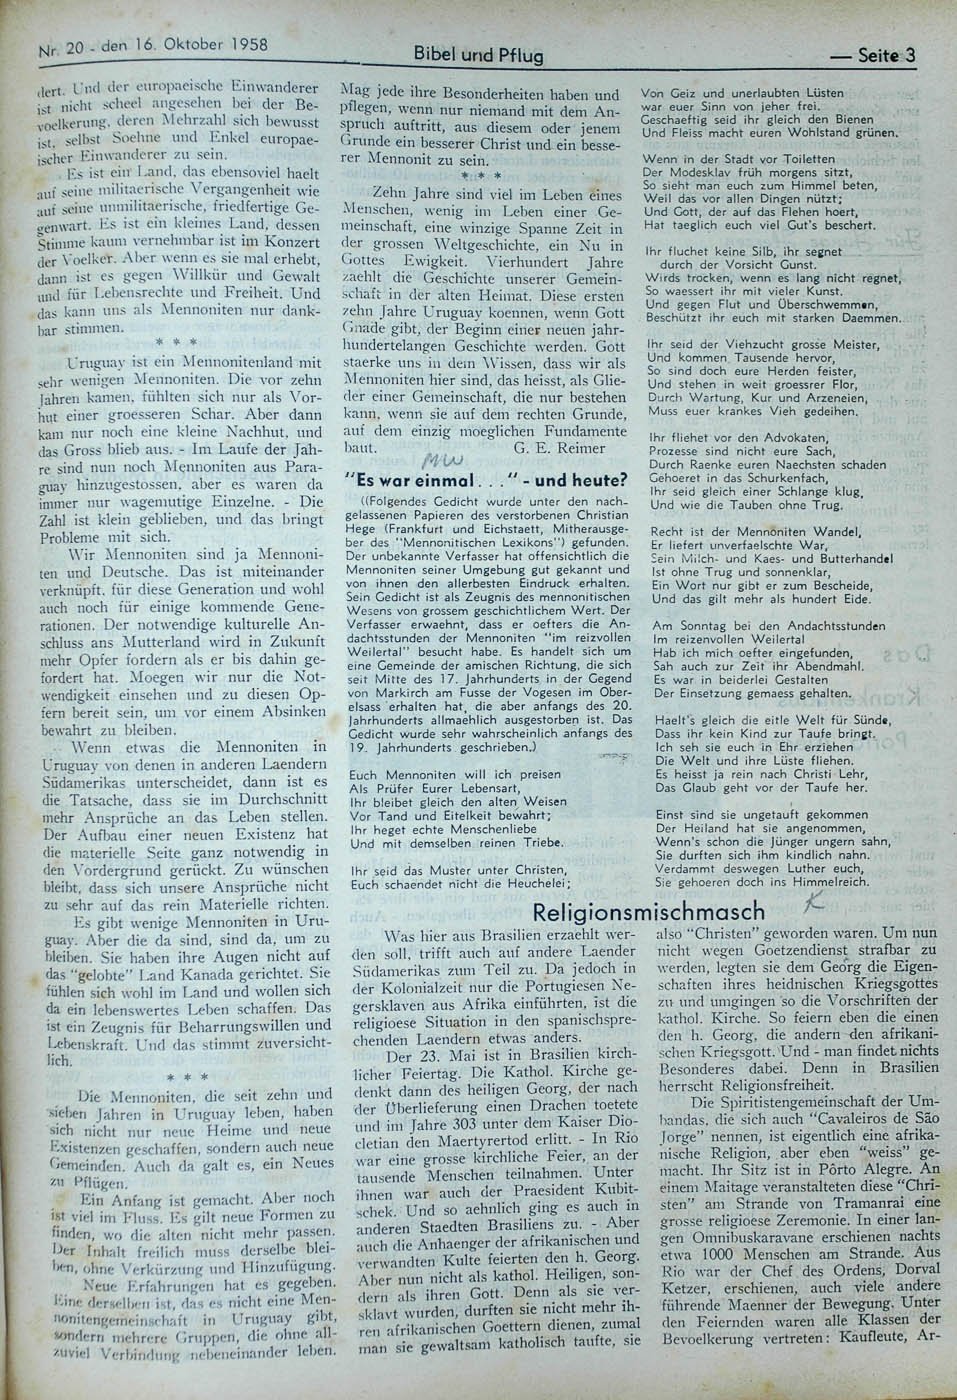 Nr. 20 - den 16. Oktober 1958
Bibel und Pflug
— Seite 3
dert. Und der europaeische Einwanderer
ist nicht scheel angesehen bei der Be-
voelkerung, deren Mehrzahl sich bewusst
ist, selbst Soehne und Enkel europae-
ischer Einwanderer zu sein.
Es ist ein Land, das ebensoviel haelt
auf seine militaerische Vergangenheit wie
auf seine unmilitaerische, friedfertige Ge-
genwart. Es ist ein kleines Land, dessen
Stimme kaum vernehmbar ist im Konzert
der Voelker. Aber wenn es sie mal erhebt,
dann ist es gegen Willkür und Gewalt
und für Lebensrechte und Freiheit. Und
das kann uns als Mennoniten nur dank-
bar stimmen.
* * *
Uruguay ist ein Mennonitenland mit
sehr wenigen Mennoniten. Die vor zehn
Jahren kamen, fühlten sich nur als Vor-
hut einer groesseren Schar. Aber dann
kam nur noch eine kleine Nachhut, und
das Gross blieb aus. - Im Laufe der Jah-
re sind nun noch Mennoniten aus Para-
guay hinzugestossen, aber es waren da
immer nur wagemutige Einzelne. - Die
Zahl ist klein geblieben, und das bringt
Probleme mit sich.
Wir Mennoniten sind ja Mennoni-
ten und Deutsche. Das ist miteinander
verknüpft, für diese Generation und wohl
auch noch für einige kommende Gene-
rationen. Der notwendige kulturelle An-
schluss ans Mutterland wird in Zukunft
mehr Opfer fordern als er bis dahin ge-
fordert hat. Moegen wir nur die Not-
wendigkeit einsehen und zu diesen Op-
fern bereit sein, um vor einem Absinken
bewahrt zu bleiben.
Wenn etwas die Mennoniten in
Uruguay von denen in anderen Laendern
Südamerikas unterscheidet, dann ist es
die Tatsache, dass sie im Durchschnitt
mehr Ansprüche an das Leben stellen.
Der Aufbau einer neuen Existenz hat
die materielle Seite ganz notwendig in
den Vordergrund gerückt. Zu wünschen
bleibt, dass sich unsere Ansprüche nicht
zu sehr auf das rein Materielle richten.
Es gibt wenige Mennoniten in Uru-
guay. Aber die da sind, sind da, um zu
bleiben. Sie haben ihre Augen nicht auf
das "gelobte" Land Kanada gerichtet. Sie
fühlen sich wohl im Land und wollen sich
da ein lebenswertes Leben schaffen. Das
ist ein Zeugnis für Beharrungswillen und
Lebenskraft. Und das stimmt zuversicht-
lich.
* * *
Die Mennoniten, die seit zehn und
sieben Jahren in Uruguay leben, haben
sich nicht nur neue Heime und neue
Existenzen geschaffen, sondern auch neue
Gemeinden. Auch da galt es, ein Neues
zu Pflügen.
Ein Anfang ist gemacht. Aber noch
ist viel im Fluss. Es gilt neue Formen zu
finden, wo die alten nicht mehr passen.
Der Inhalt freilich muss derselbe blei-
ben, ohne Verkürzung und Hinzufügung.
Neue Erfahrungen hat es gegeben.
Eine derselben ist, das es nicht eine Men-
nonitengemeinschaft in Uruguay gibt,
sondern mehrere Gruppen, die ohne all-
zuviel Verbindung nebeneinander leben.
Mag jede ihre Besonderheiten haben und
pflegen, wenn nur niemand mit dem An-
spruch auftritt, aus diesem oder jenem
Grunde ein besserer Christ und ein besse-
rer Mennonit zu sein.
* * *
Zehn Jahre sind viel im Leben eines
Menschen, wenig im Leben einer Ge-
meinschaft, eine winzige Spanne Zeit in
der grossen Weltgeschichte, ein Nu in
Gottes Ewigkeit. Vierhundert Jahre
zaehlt die Geschichte unserer Gemein-
schaft in der alten Heimat. Diese ersten
zehn Jahre Uruguay koennen, wenn Gott
Gnade gibt, der Beginn einer neuen jahr-
hundertelangen Geschichte werden. Gott
staerke uns in dem Wissen, dass wir als
Mennoniten hier sind, das heisst, als Glie-
der einer Gemeinschaft, die nur bestehen
kann, wenn sie auf dem rechten Grunde,
auf dem einzig moeglichen Fundamente
baut. G. E. Reimer
MW
"Es war einmal. . ." - und heute?
((Folgendes Gedicht wurde unter den nach-
gelassenen Papieren des verstorbenen Christian
Hege (Frankfurt und Eichstaett, Mitherausge-
ber des "Mennonitischen Lexikons") gefunden.
Der unbekannte Verfasser hat offensichtlich die
Mennoniten seiner Umgebung gut gekannt und
von ihnen den allerbesten Eindruck erhalten.
Sein Gedicht ist als Zeugnis des mennonitischen
Wesens von grossem geschichtlichem Wert. Der
Verfasser erwaehnt, dass er oefters die An-
dachtsstunden der Mennoniten "im reizvollen
Weilertal" besucht habe. Es handelt sich um
eine Gemeinde der amischen Richtung, die sich
seit Mitte des 17. Jahrhunderts in der Gegend
von Markirch am Fusse der Vogesen im Ober-
elsass erhalten hat, die aber anfangs des 20.
Jahrhunderts allmaehlich ausgestorben ist. Das
Gedicht wurde sehr wahrscheinlich anfangs des
19. Jahrhunderts geschrieben.)
Euch Mennoniten will ich preisen
Als Prüfer Eurer Lebensart,
Ihr bleibet gleich den alten Weisen
Vor Tand und Eitelkeit bewahrt;
Ihr heget echte Menschenliebe
Und mit demselben reinen Triebe.
Ihr seid das Muster unter Christen,
Euch schaendet nicht die Heuchelei;
Von Geiz und unerlaubten Lüsten
war euer Sinn von jeher frei.
Geschaeftig seid ihr gleich den Bienen
Und Fleiss macht euren Wohlstand grünen.
Wenn in der Stadt vor Toiletten
Der Modesklav früh morgens sitzt,
So sieht man euch zum Himmel beten,
Weil das vor allen Dingen nützt;
Und Gott, der auf das Flehen hoert,
Hat taeglich euch viel Gut's beschert.
Ihr fluchet keine Silb, ihr segnet
durch der Vorsicht Gunst.
Wirds trocken, wenn es lang nicht regnet,
So waessert ihr mit vieler Kunst.
Und gegen Flut und Überschwemmen,
Beschützt ihr euch mit starken Daemmen.
Ihr seid der Viehzucht grosse Meister,
Und kommen Tausende hervor,
So sind doch eure Herden feister,
Und stehen in weit groessrer Flor,
Durch Wartung, Kur und Arzeneien,
Muss euer krankes Vieh gedeihen.
Ihr fliehet vor den Advokaten,
Prozesse sind nicht eure Sach,
Durch Raenke euren Naechsten schaden
Gehoeret in das Schurkenfach,
Ihr seid gleich einer Schlange klug,
Und wie die Tauben ohne Trug.
Recht ist der Mennoniten Wandel,
Er liefert unverfaelschte War,
Sein Milch - und Kaes - und Butterhandel
Ist ohne Trug und sonnenklar,
Ein Wort nur gibt er zum Bescheide,
Und das gilt mehr als hundert Eide.
Am Sonntag bei den Andachtsstunden
Im reizenvollen Weilertal
Hab ich mich oefter eingefunden,
Sah auch zur Zeit ihr Abendmahl.
Es war in beiderlei Gestalten
Der Einsetzung gemaess gehalten.
Haelt's gleich die eitle Welt für Sünde,
Dass ihr kein Kind zur Taufe bringt.
Ich seh sie euch in Ehr erziehen
Die Welt und ihre Lüste fliehen.
Es heisst ja rein nach Christi Lehr,
Das Glaub geht vor der Taufe her.
Einst sind sie ungetauft gekommen
Der Heiland hat sie angenommen,
Wenn's schon die Jünger ungern sahn,
Sie durften sich ihm kindlich nahn.
Verdammt deswegen Luther euch,
Sie gehoeren doch ins Himmelreich.
K
Religionsmischmasch
Was hier aus Brasilien erzaehlt wer-
den soll, trifft auch auf andere Laender
Südamerikas zum Teil zu. Da jedoch in
der Kolonialzeit nur die Portugiesen Ne-
gersklaven aus Afrika einführten, ist die
religioese Situation in den spanischspre-
chenden Laendern etwas anders.
Der 23. Mai ist in Brasilien kirch-
licher Feiertag. Die Kathol. Kirche ge-
denkt dann des heiligen Georg, der nach
der Überlieferung einen Drachen toetete
und im Jahre 303 unter dem Kaiser Dio-
cletian den Maertyrertod erlitt. - In Rio
war eine grosse kirchliche Feier, an der
tausende Menschen teilnahmen. Unter
ihnen war auch der Praesident Kubit-
schek. Und so aehnlich ging es auch in
anderen Staedten Brasiliens zu. - Aber
auch die Anhaenger der afrikanischen und
verwandten Kulte feierten den h. Georg.
Aber nun nicht als kathol. Heiligen, son-
dern als ihren Gott. Denn als sie ver-
sklavt wurden, durften sie nicht mehr ih-
ren afrikanischen Goettern dienen, zumal
man sie gewaltsam katholisch taufte, sie
also "Christen" geworden waren. Um nun
nicht wegen Goetzendienst strafbar zu
werden, legten sie dem Georg die Eigen-
schaften ihres heidnischen Kriegsgottes
zu und umgingen so die Vorschriften der
kathol. Kirche. So feiern eben die einen
den h. Georg, die andern den afrikani-
schen Kriegsgott. Und - man findet nichts
Besonderes dabei. Denn in Brasilien
herrscht Religionsfreiheit.
Die Spiritistengemeinschaft der Um-
bandas, die sich auch "Cavaleiros de São
Jorge" nennen, ist eigentlich eine afrika-
nische Religion, aber eben "weiss" ge-
macht. Ihr Sitz ist in Pôrto Alegre. An
einem Maitage veranstalteten diese "Chri-
sten" am Strande von Tramanrai eine
grosse religioese Zeremonie. In einer lan-
gen Omnibuskaravane erschienen nachts
etwa 1000 Menschen am Strande. Aus
Rio war der Chef des Ordens, Dorval
Ketzer, erschienen, auch viele andere
führende Maenner der Bewegung. Unter
den Feiernden waren alle Klassen der
Bevoelkerung vertreten: Kaufleute, Ar-